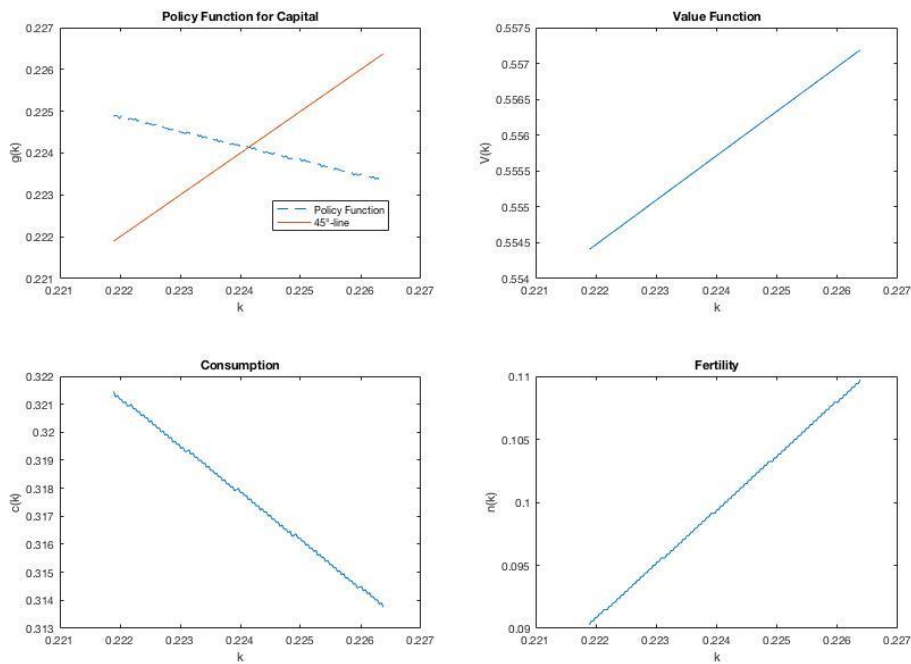 Policy Function for Capital
0.227
0.226
0.225
0.224
0.223
0.222
0.221
g(k)
Policy Function
45°-line
0.221 0.222 0.223 0.224 0.225 0.226 0.227
k
Value Function
0.5575
0.557
0.5565
0.556
0.5555
0.555
0.5545
0.554
V(k)
0.221 0.222 0.223 0.224 0.225 0.226 0.227
k
Consumption
0.322
0.321
0.32
0.319
0.318
0.317
0.316
0.315
0.314
0.313
c(k)
0.221 0.222 0.223 0.224 0.225 0.226 0.227
k
Fertility
0.11
0.105
0.1
0.095
0.09
n(k)
0.221 0.222 0.223 0.224 0.225 0.226 0.227
k